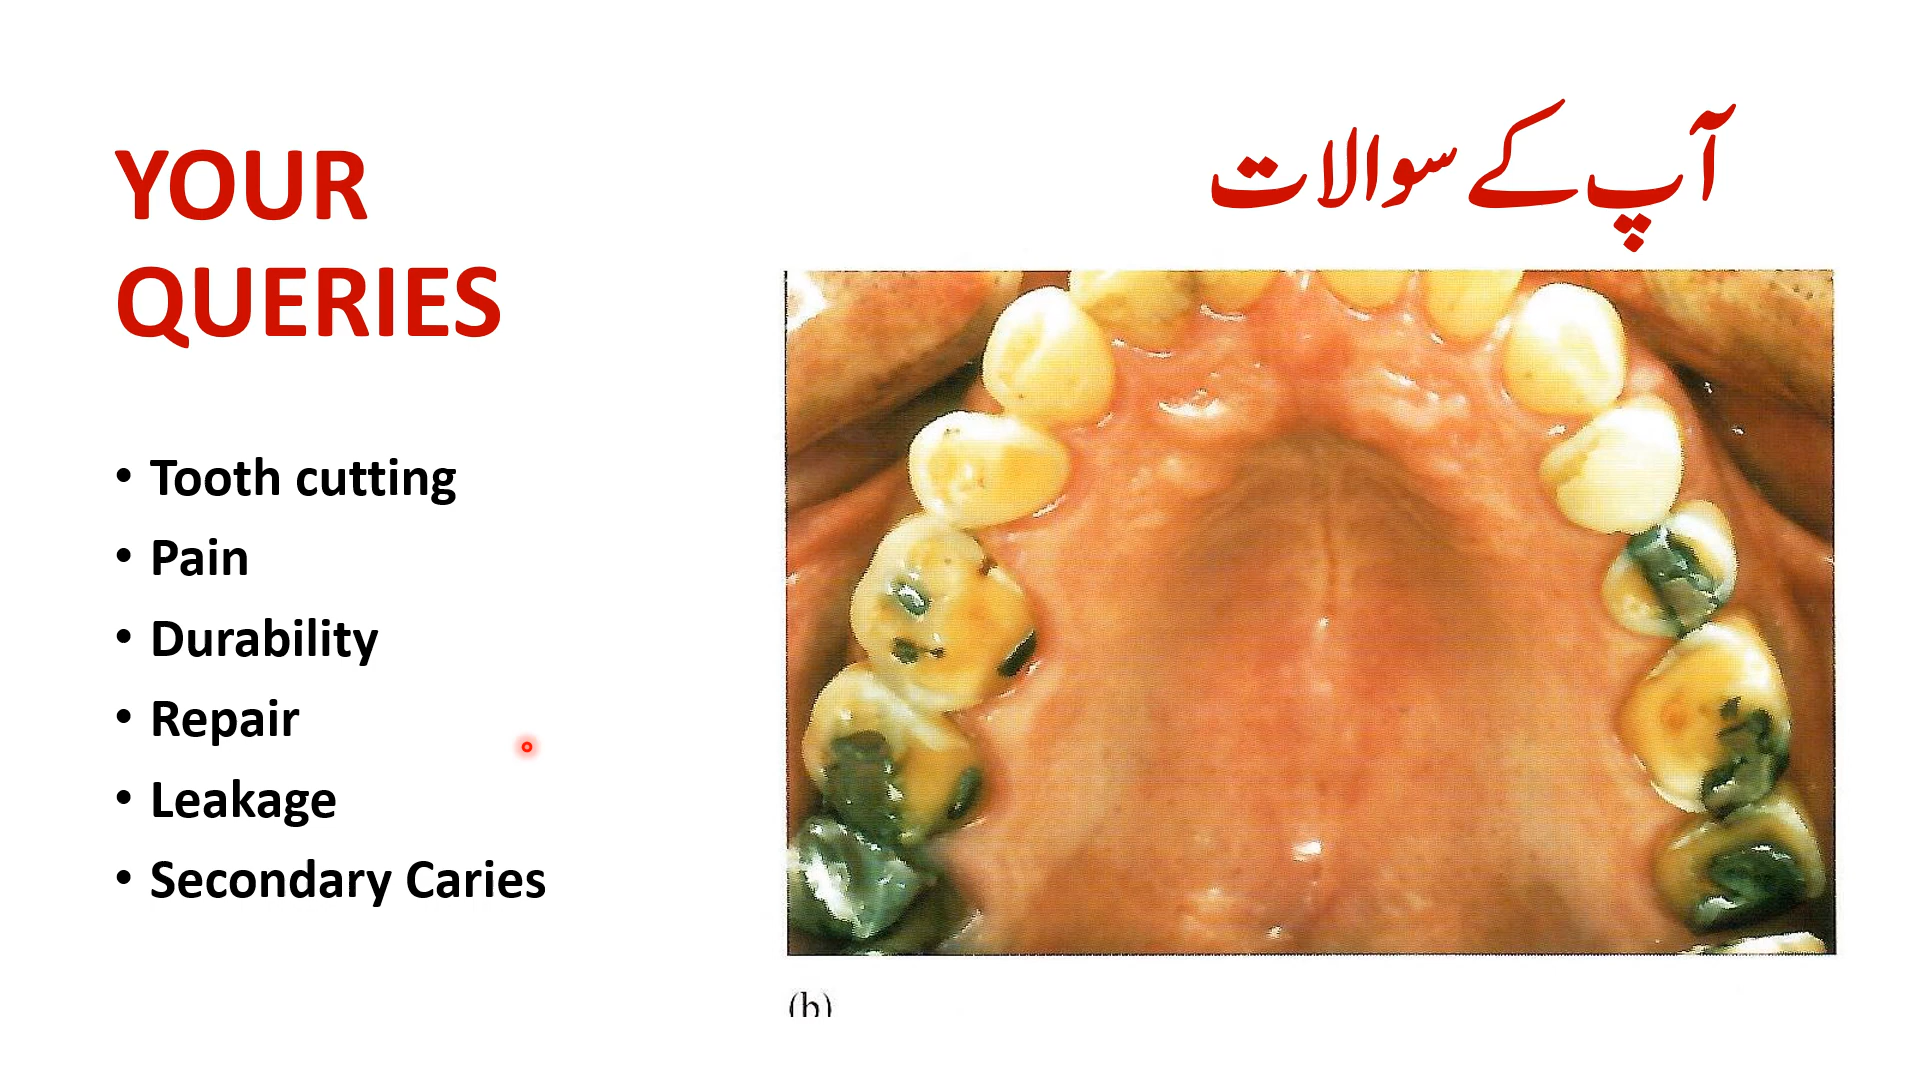 YOUR
QUERIES
آپ کے سوالات
• Tooth cutting
• Pain
• Durability
• Repair
• Leakage
• Secondary Caries
(b)